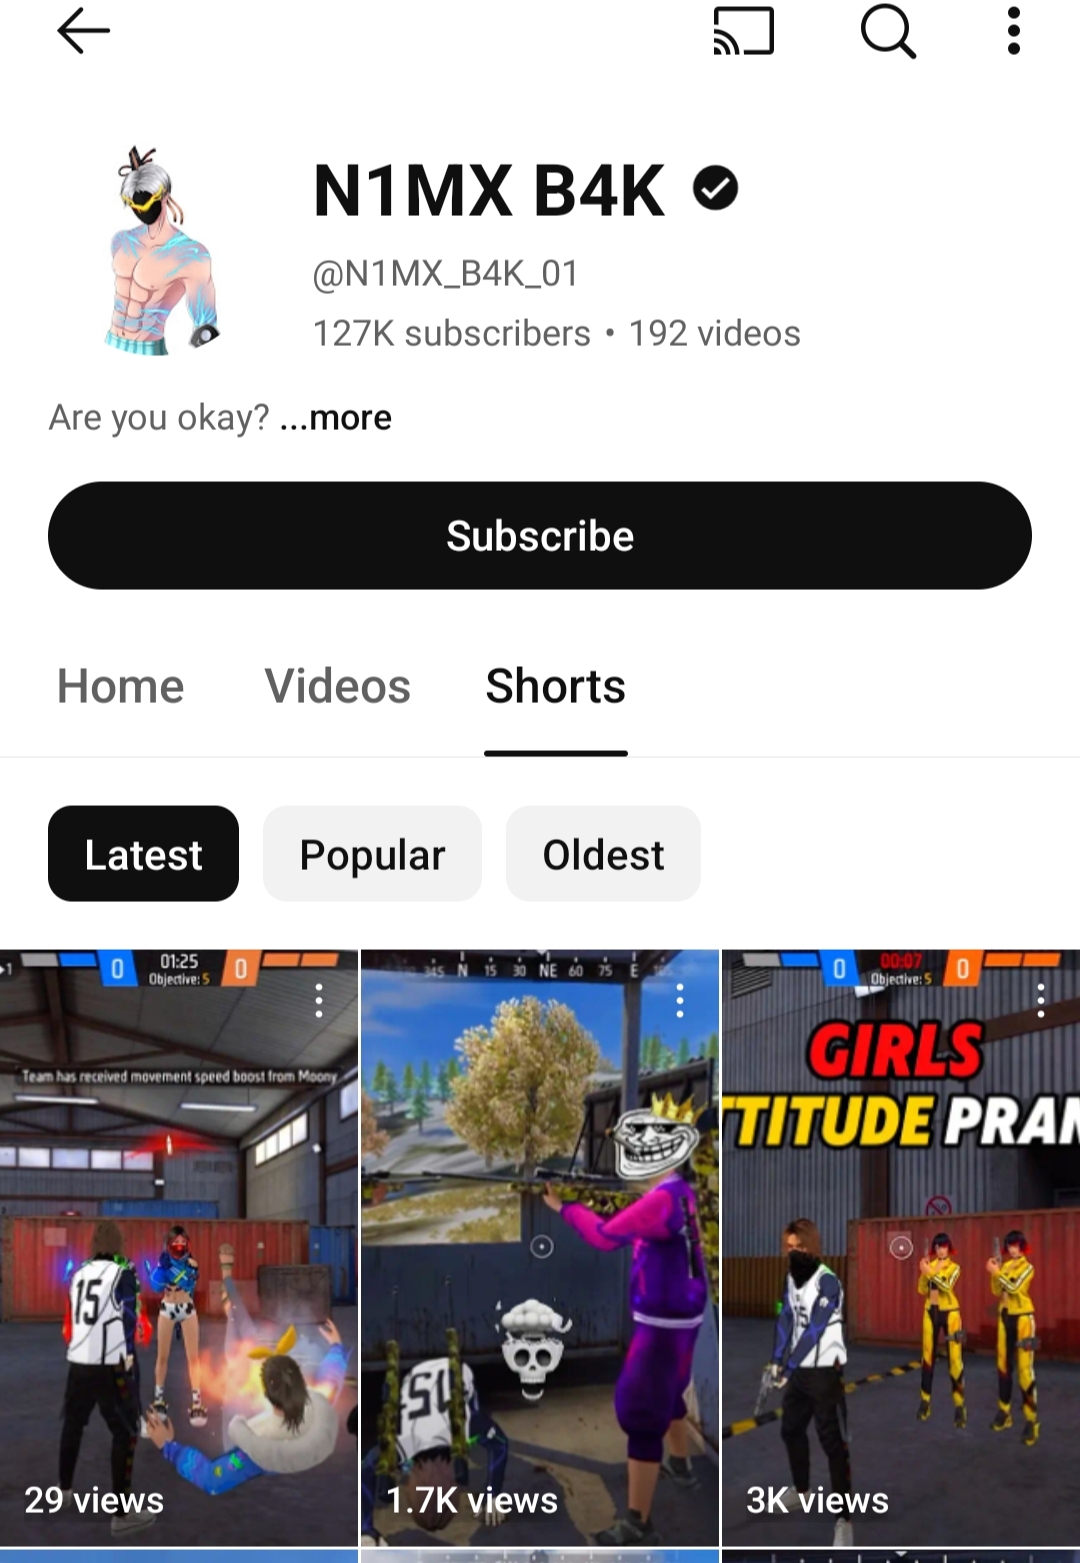 N1MX B4K
@N1MX_B4K_01
127K subscribers • 192 videos
Are you okay? ...more
Subscribe
Home Videos Shorts
Latest Popular Oldest
0 01:25 0
Objective: 5
Team has received movement speed boost from Moony
15
29 views
345 N 15 30 NE 60 75 E
51
1.7K views
0 00:07 0
Objective: 5
GIRLS
TTITUDE PRAN
3K views